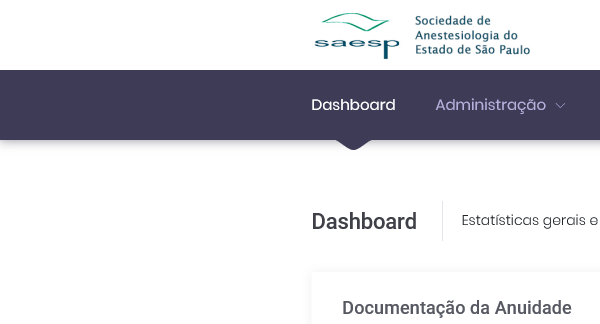 saesp
Sociedade de
Anestesiologia do
Estado de São Paulo
Dashboard Administração
Dashboard Estatísticas gerais e
Documentação da Anuidade